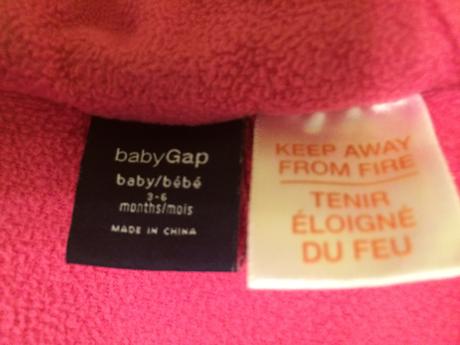 babyGap
baby/bébé
3-6
months/mois
MADE IN CHINA
KEEP AWAY
FROM FIRE
TENIR
ÉLOIGNÉ
DU FEU